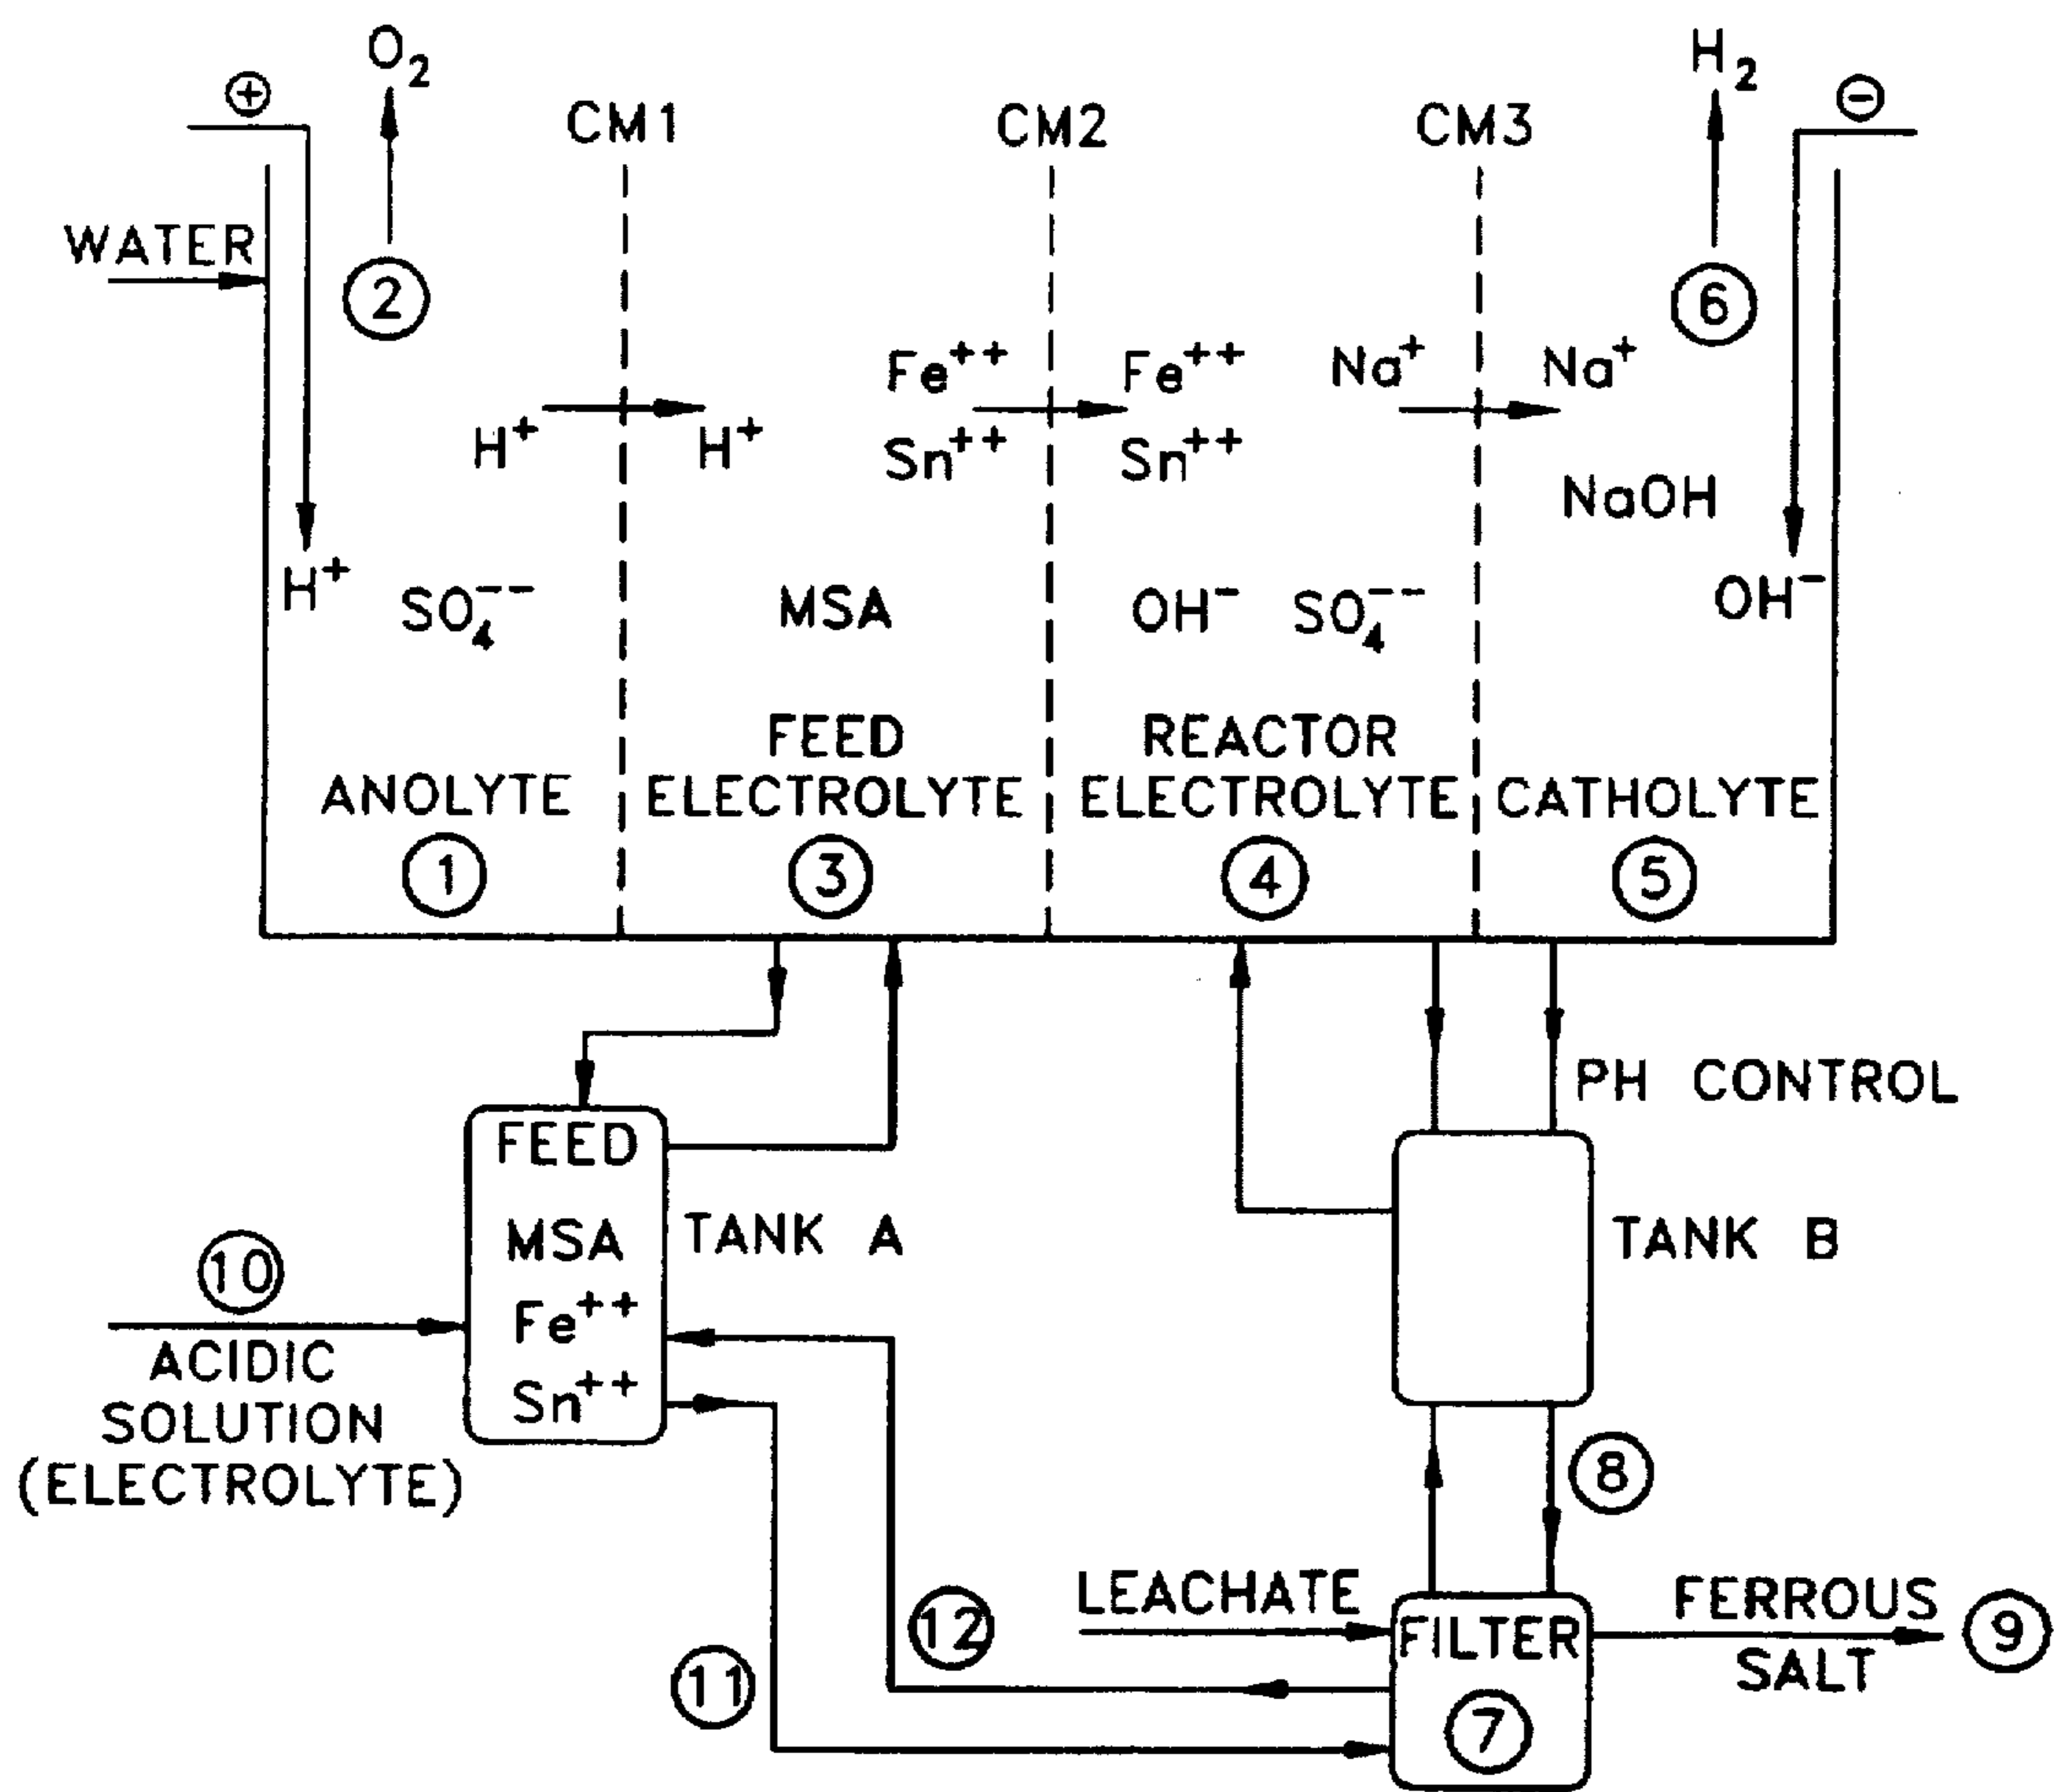 O₂
H₂
⊕
CM1
CM2
CM3
⊖
WATER
②
⑥
Fe⁺⁺
Fe⁺⁺
Na⁺
Na⁺
H⁺
H⁺
Sn⁺⁺
Sn⁺⁺
NaOH
H⁺
SO₄⁻⁻
MSA
OH⁻
SO₄⁻⁻
OH⁻
ANOLYTE
①
FEED
ELECTROLYTE
③
REACTOR
ELECTROLYTE
④
CATHOLYTE
⑤
PH CONTROL
FEED
MSA
Fe⁺⁺
Sn⁺⁺
TANK A
TANK B
⑩
ACIDIC
SOLUTION
(ELECTROLYTE)
⑧
LEACHATE
FILTER
⑦
FERROUS
SALT
⑨
⑫
⑪